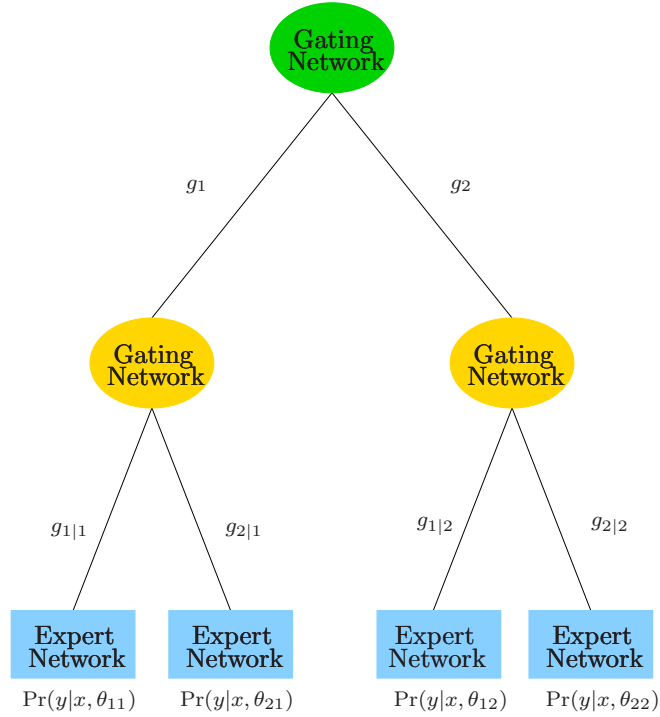 Gating
Network
g₁
g₂
Gating
Network
Gating
Network
g₁|₁
g₂|₁
g₁|₂
g₂|₂
Expert
Network
Expert
Network
Expert
Network
Expert
Network
Pr(y|x, θ₁₁)
Pr(y|x, θ₂₁)
Pr(y|x, θ₁₂)
Pr(y|x, θ₂₂)